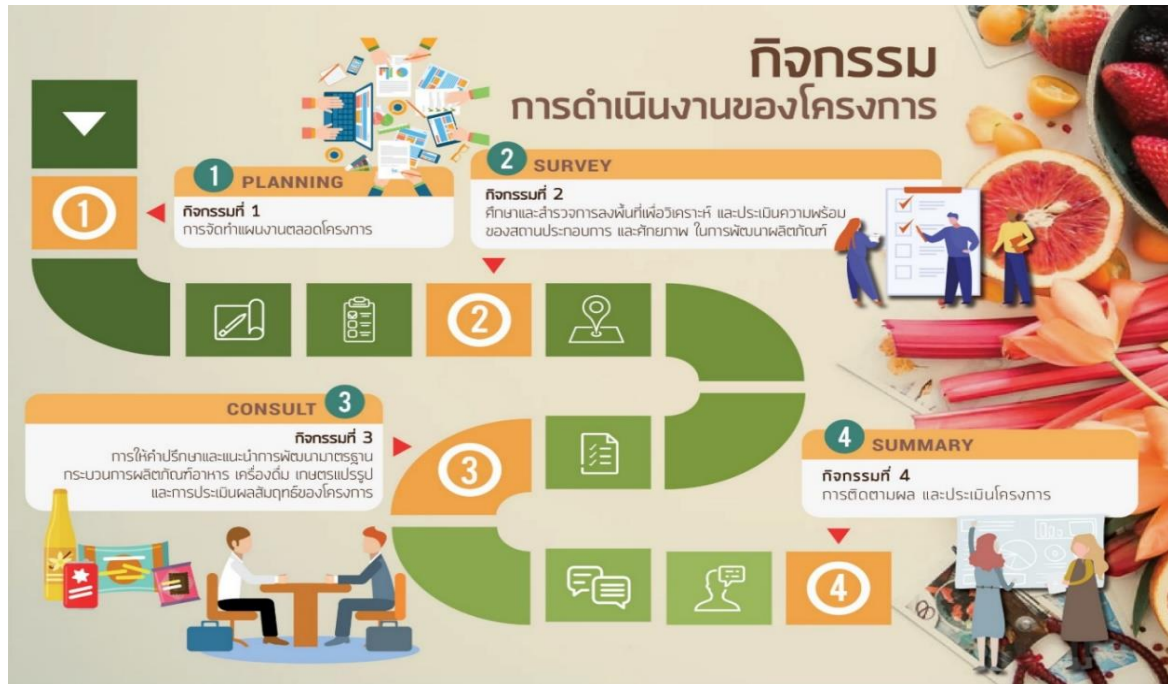 กิจกรรม
การดำเนินงานของโครงการ
1 PLANNING
กิจกรรมที่ 1
การจัดทำแผนงานตลอดโครงการ
1
2 SURVEY
กิจกรรมที่ 2
ศึกษาและสำรวจการลงพื้นที่เพื่อวิเคราะห์ และประเมินความพร้อม
ของสถานประกอบการ และศักยภาพ ในการพัฒนาผลิตภัณฑ์
2
CONSULT 3
กิจกรรมที่ 3
การให้คำปรึกษาและแนะนำการพัฒนามาตรฐาน
กระบวนการผลิตภัณฑ์อาหาร เครื่องดื่ม เกษตรแปรรูป
และการประเมินผลสัมฤทธิ์ของโครงการ
3
4 SUMMARY
กิจกรรมที่ 4
การติดตามผล และประเมินโครงการ
4